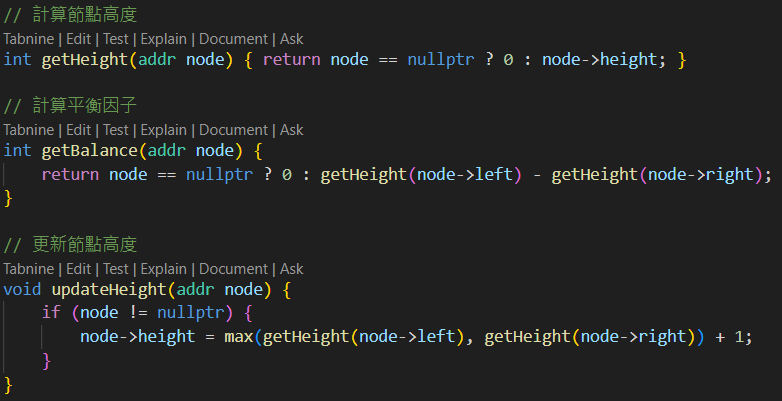 // 計算節點高度
Tabnine | Edit | Test | Explain | Document | Ask
int getHeight(addr node) { return node == nullptr ? 0 : node->height; }
// 計算平衡因子
Tabnine | Edit | Test | Explain | Document | Ask
int getBalance(addr node) {
    return node == nullptr ? 0 : getHeight(node->left) - getHeight(node->right);
}
// 更新節點高度
Tabnine | Edit | Test | Explain | Document | Ask
void updateHeight(addr node) {
    if (node != nullptr) {
        node->height = max(getHeight(node->left), getHeight(node->right)) + 1;
    }
}